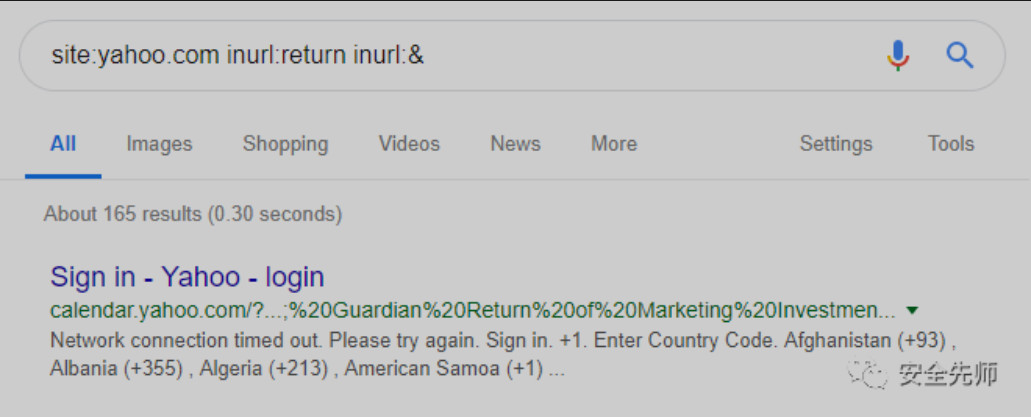 site:yahoo.com inurl:return inurl:&
All Images Shopping Videos News More Settings Tools
About 165 results (0.30 seconds)
Sign in - Yahoo - login
calendar.yahoo.com/?...;%20Guardian%20Return%20of%20Marketing%20Investmen...
Network connection timed out. Please try again. Sign in. +1. Enter Country Code. Afghanistan (+93) ,
Albania (+355) , Algeria (+213) , American Samoa (+1) ...
安全先师